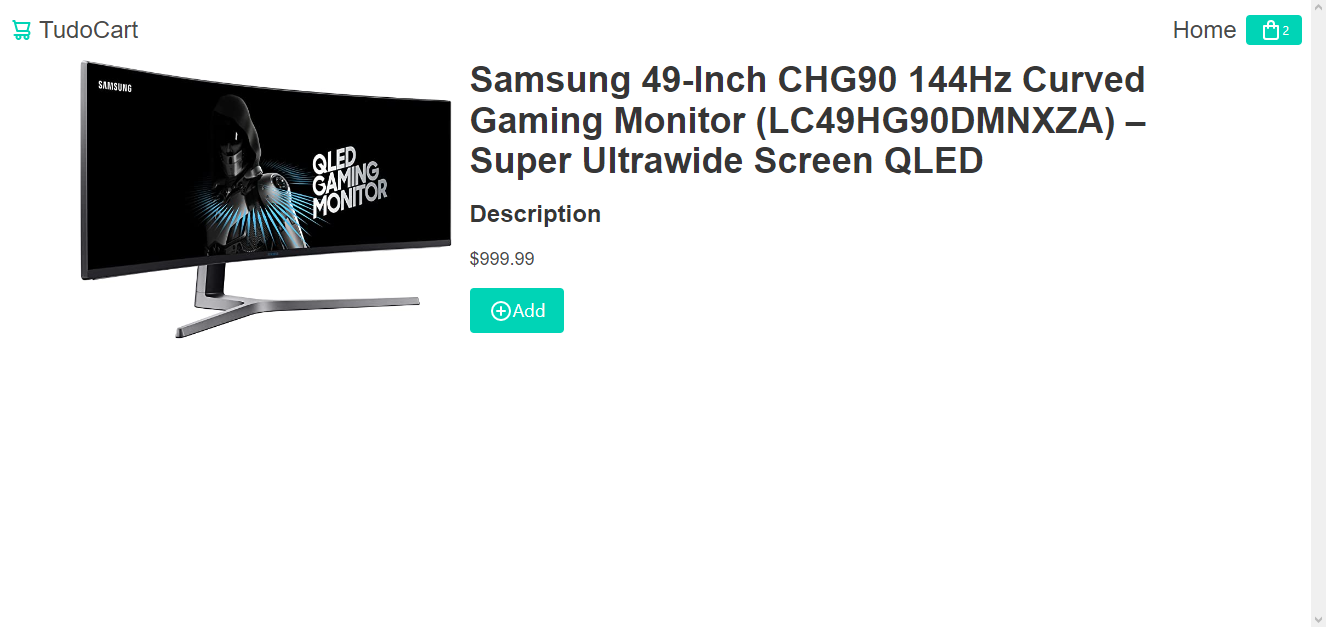 TudoCart
Home
2
SAMSUNG
QLED
GAMING
MONITOR
Samsung 49-Inch CHG90 144Hz Curved
Gaming Monitor (LC49HG90DMNXZA) –
Super Ultrawide Screen QLED
Description
$999.99
Add